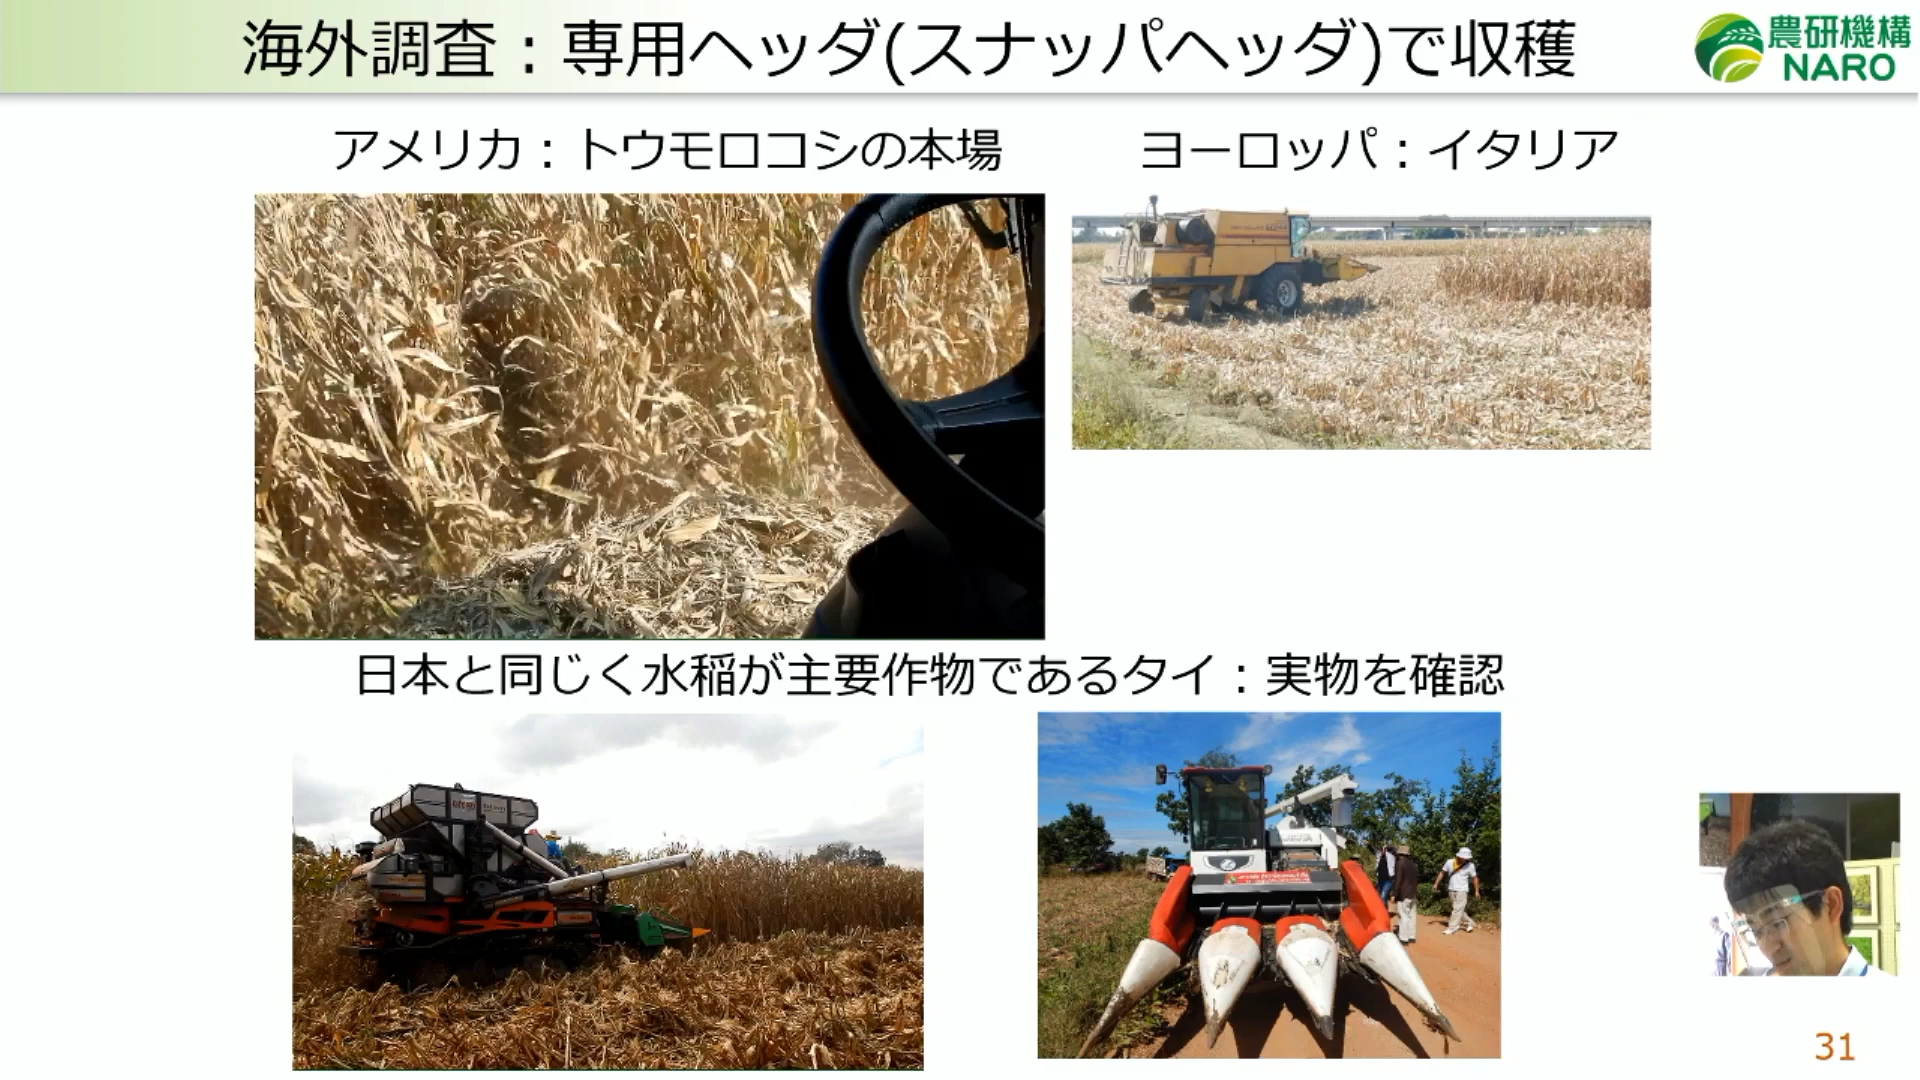 海外調査：専用ヘッダ(スナッパヘッダ)で収穫
農研機構
NARO
アメリカ：トウモロコシの本場
ヨーロッパ：イタリア
日本と同じく水稲が主要作物であるタイ：実物を確認
31